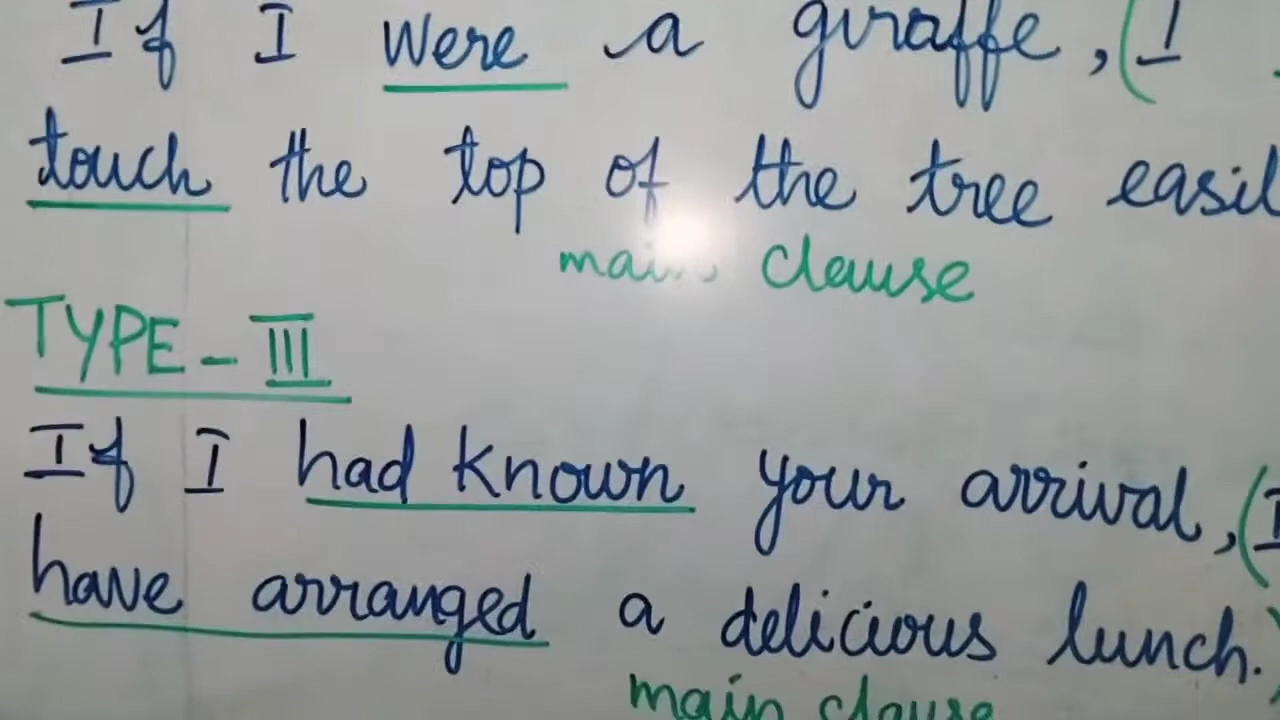 If I were a giraffe, (I
touch the top of the tree easil
main clause
TYPE - III
If I had known your arrival, (I
have arranged a delicious lunch.)
main clause